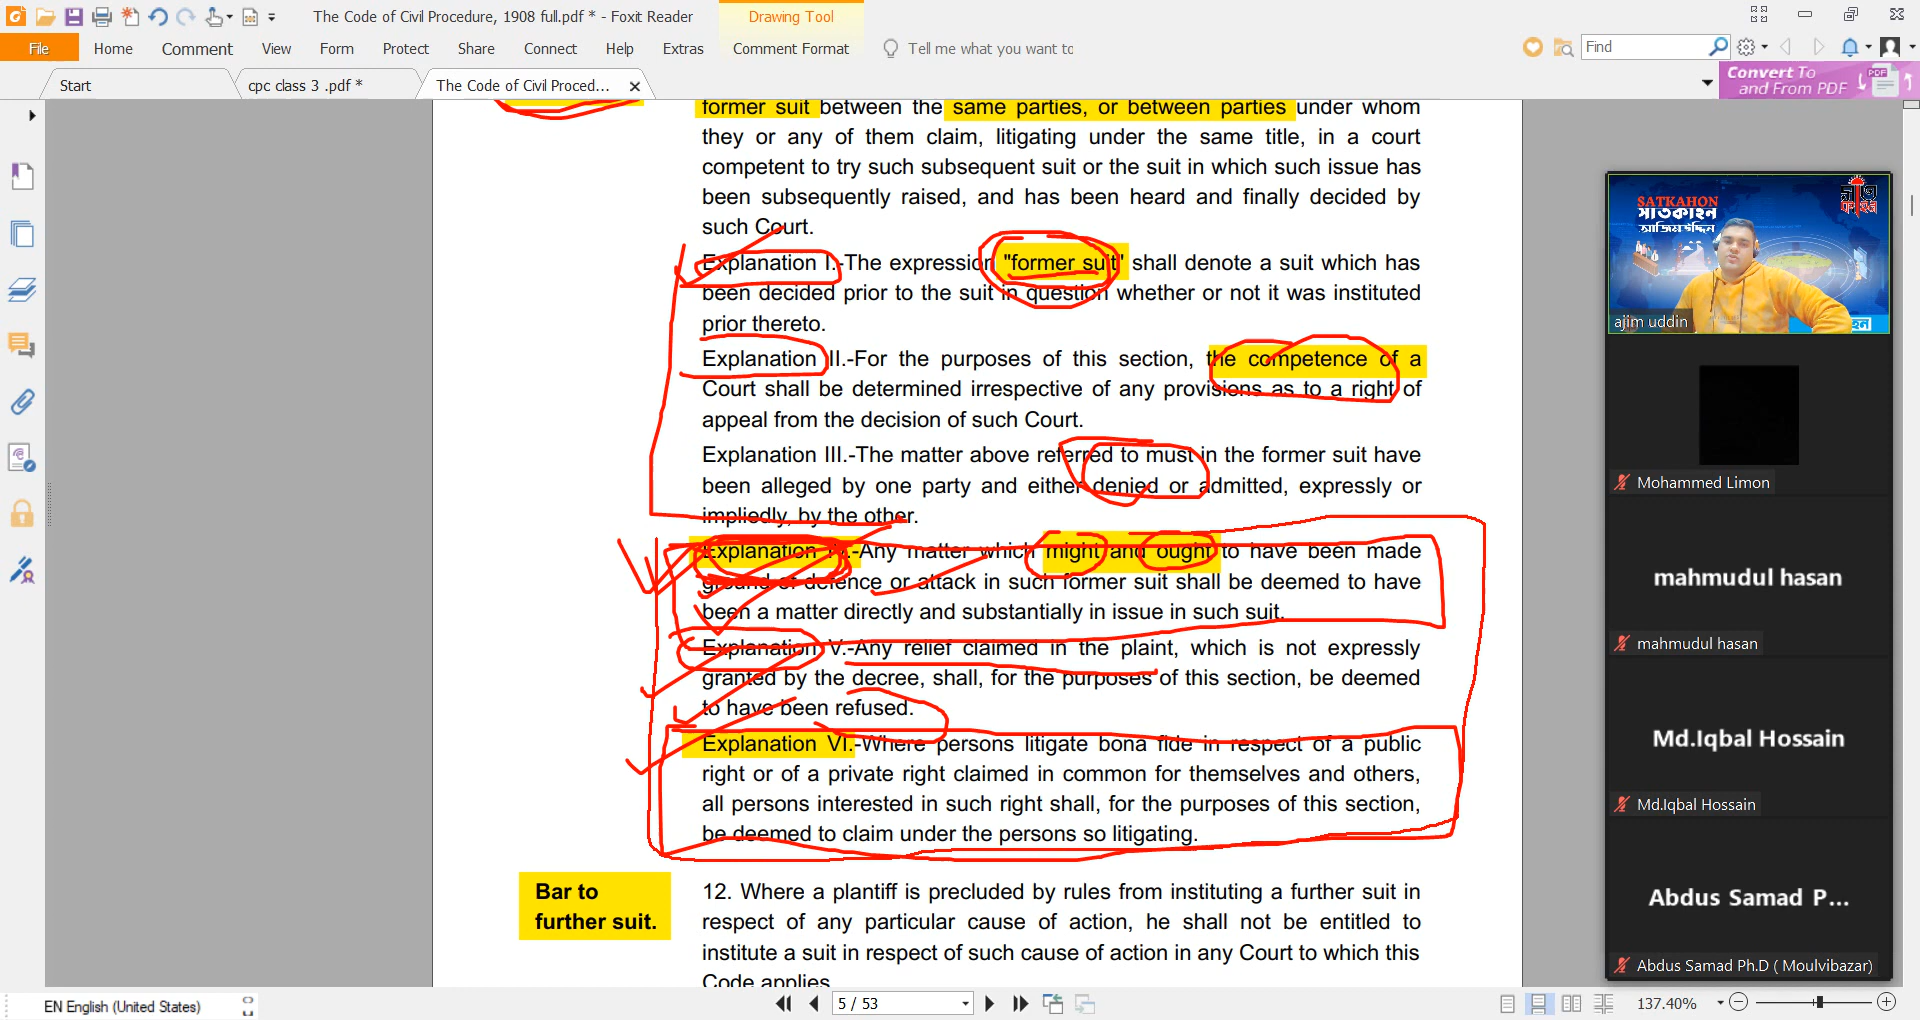 The Code of Civil Procedure, 1908 full.pdf * - Foxit Reader
Drawing Tool
File Home Comment View Form Protect Share Connect Help Extras Comment Format Tell me what you want to
Find
Start
cpc class 3 .pdf *
The Code of Civil Proced...
Convert To
and From PDF
PDF
former suit between the same parties, or between parties under whom
they or any of them claim, litigating under the same title, in a court
competent to try such subsequent suit or the suit in which such issue has
been subsequently raised, and has been heard and finally decided by
such Court.
Explanation I.-The expression "former suit" shall denote a suit which has
been decided prior to the suit in question whether or not it was instituted
prior thereto.
Explanation II.-For the purposes of this section, the competence of a
Court shall be determined irrespective of any provisions as to a right of
appeal from the decision of such Court.
Explanation III.-The matter above referred to must in the former suit have
been alleged by one party and either denied or admitted, expressly or
impliedly, by the other.
Explanation IV.-Any matter which might and ought to have been made
ground of defence or attack in such former suit shall be deemed to have
been a matter directly and substantially in issue in such suit.
Explanation V.-Any relief claimed in the plaint, which is not expressly
granted by the decree, shall, for the purposes of this section, be deemed
to have been refused.
Explanation VI.-Where persons litigate bona fide in respect of a public
right or of a private right claimed in common for themselves and others,
all persons interested in such right shall, for the purposes of this section,
be deemed to claim under the persons so litigating.
Bar to
further suit.
12. Where a plantiff is precluded by rules from instituting a further suit in
respect of any particular cause of action, he shall not be entitled to
institute a suit in respect of such cause of action in any Court to which this
Code applies.
SATKAHON
সাতকাহন
আজিম উদ্দিন
ajim uddin
Mohammed Limon
mahmudul hasan
mahmudul hasan
Md.Iqbal Hossain
Md.Iqbal Hossain
Abdus Samad P...
Abdus Samad Ph.D ( Moulvibazar)
EN English (United States)
5 / 53
137.40%